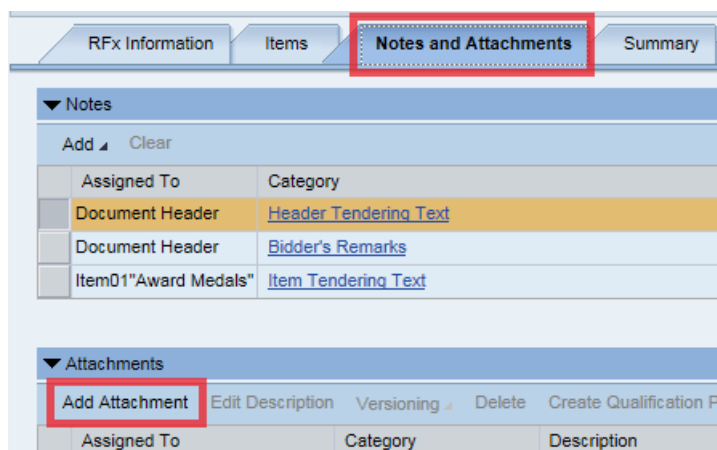 RFx Information Items Notes and Attachments Summary
Notes
Add Clear
Assigned To Category
Document Header Header Tendering Text
Document Header Bidder's Remarks
Item01"Award Medals" Item Tendering Text
Attachments
Add Attachment Edit Description Versioning Delete Create Qualification P
Assigned To Category Description